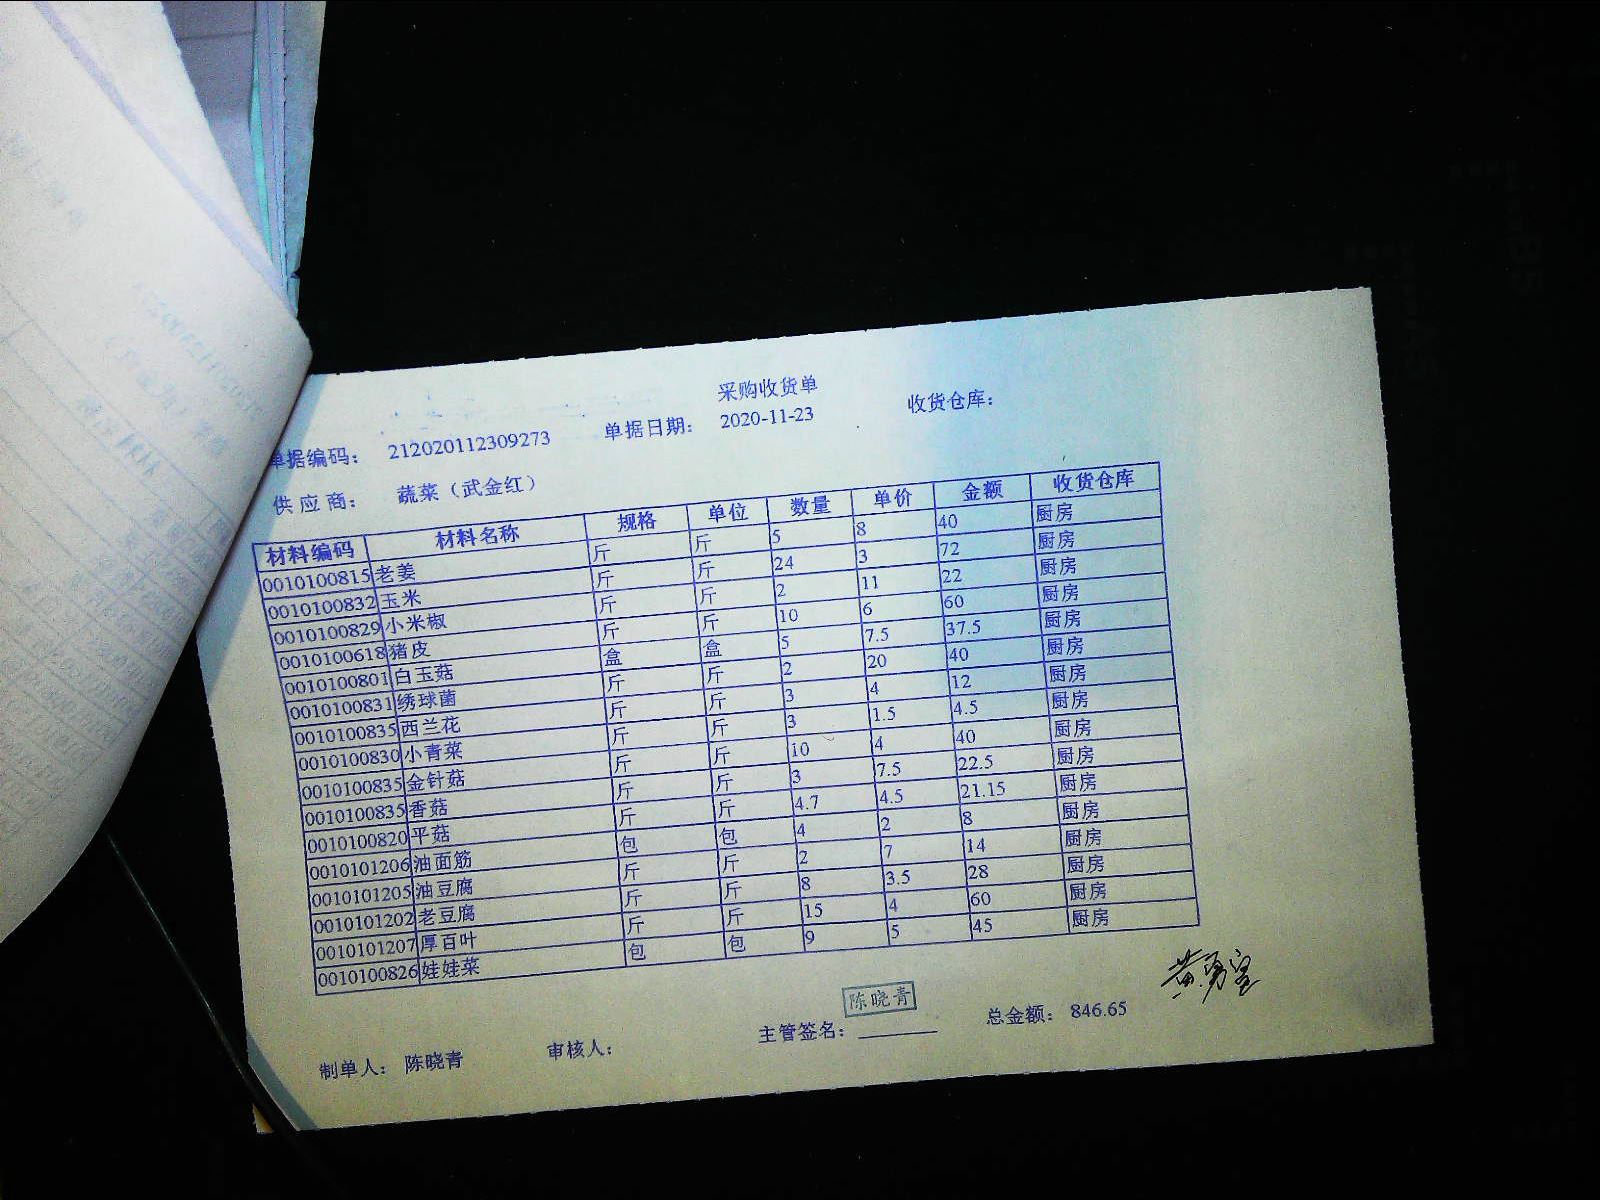 采购收货单
单据编码: 212020112309273 单据日期: 2020-11-23 收货仓库:
供应商: 蔬菜（武金红）
材料编码 材料名称 规格 单位 数量 单价 金额 收货仓库
0010100815 老姜 斤 斤 5 8 40 厨房
0010100832 玉米 斤 斤 24 3 72 厨房
0010100829 小米椒 斤 斤 2 11 22 厨房
0010100618 猪皮 斤 斤 10 6 60 厨房
0010100801 白玉菇 盒 盒 5 7.5 37.5 厨房
0010100831 绣球菌 斤 斤 2 20 40 厨房
0010100835 西兰花 斤 斤 3 4 12 厨房
0010100830 小青菜 斤 斤 3 1.5 4.5 厨房
0010100835 金针菇 斤 斤 10 4 40 厨房
0010100835 香菇 斤 斤 3 7.5 22.5 厨房
0010100820 平菇 斤 斤 4.7 4.5 21.15 厨房
0010101206 油面筋 包 包 4 2 8 厨房
0010101205 油豆腐 斤 斤 2 7 14 厨房
0010101202 老豆腐 斤 斤 8 3.5 28 厨房
0010101207 厚百叶 斤 斤 15 4 60 厨房
0010100826 娃娃菜 包 包 9 5 45 厨房
陈晓青
制单人: 陈晓青 审核人: 主管签名: 总金额: 846.65